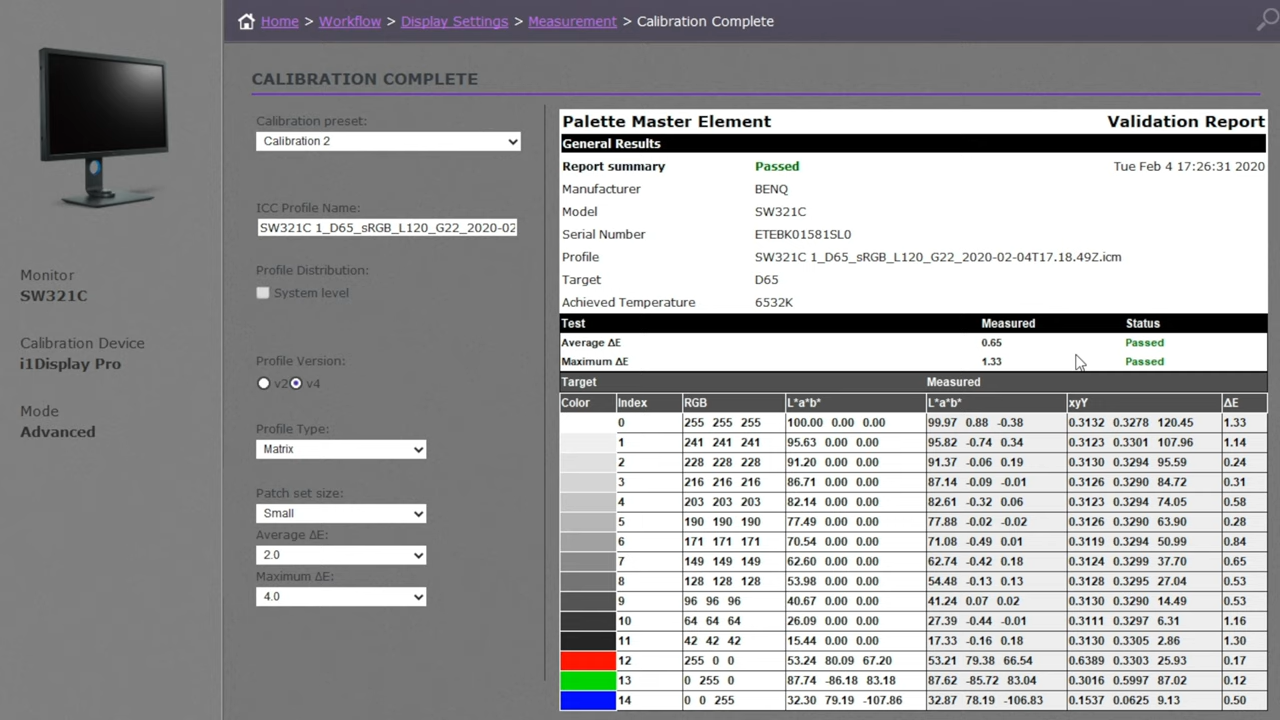 Home > Workflow > Display Settings > Measurement > Calibration Complete
CALIBRATION COMPLETE
Monitor
SW321C
Calibration Device
i1Display Pro
Mode
Advanced
Calibration preset:
Calibration 2
ICC Profile Name:
SW321C 1_D65_sRGB_L120_G22_2020-02
Profile Distribution:
System level
Profile Version:
v2 v4
Profile Type:
Matrix
Patch set size:
Small
Average ΔE:
2.0
Maximum ΔE:
4.0
Palette Master Element Validation Report
General Results
Report summary Passed Tue Feb 4 17:26:31 2020
Manufacturer BENQ
Model SW321C
Serial Number ETEBK01581SL0
Profile SW321C 1_D65_sRGB_L120_G22_2020-02-04T17.18.49Z.icm
Target D65
Achieved Temperature 6532K
Test Measured Status
Average ΔE 0.65 Passed
Maximum ΔE 1.33 Passed
Target Measured
Color Index RGB L*a*b* L*a*b* xyY ΔE
0 255 255 255 100.00 0.00 0.00 99.97 0.88 -0.38 0.3132 0.3278 120.45 1.33
1 241 241 241 95.63 0.00 0.00 95.82 -0.74 0.34 0.3123 0.3301 107.96 1.14
2 228 228 228 91.20 0.00 0.00 91.37 -0.06 0.19 0.3130 0.3294 95.59 0.24
3 216 216 216 86.71 0.00 0.00 87.14 -0.09 -0.01 0.3126 0.3290 84.72 0.31
4 203 203 203 82.14 0.00 0.00 82.61 -0.32 0.06 0.3123 0.3294 74.05 0.58
5 190 190 190 77.49 0.00 0.00 77.88 -0.02 -0.02 0.3126 0.3290 63.90 0.28
6 171 171 171 70.54 0.00 0.00 71.08 -0.49 0.01 0.3119 0.3294 50.99 0.84
7 149 149 149 62.60 0.00 0.00 62.74 -0.42 0.18 0.3124 0.3299 37.70 0.65
8 128 128 128 53.98 0.00 0.00 54.48 -0.13 0.13 0.3128 0.3295 27.04 0.53
9 96 96 96 40.67 0.00 0.00 41.24 0.07 0.02 0.3130 0.3290 14.49 0.53
10 64 64 64 26.09 0.00 0.00 27.39 -0.44 -0.01 0.3111 0.3297 6.31 1.16
11 42 42 42 15.44 0.00 0.00 17.33 -0.16 0.18 0.3130 0.3305 2.86 1.30
12 255 0 0 53.24 80.09 67.20 53.21 79.38 66.54 0.6389 0.3303 25.93 0.17
13 0 255 0 87.74 -86.18 83.18 87.62 -85.72 83.04 0.3016 0.5997 87.02 0.12
14 0 0 255 32.30 79.19 -107.86 32.87 78.19 -106.83 0.1537 0.0625 9.13 0.50